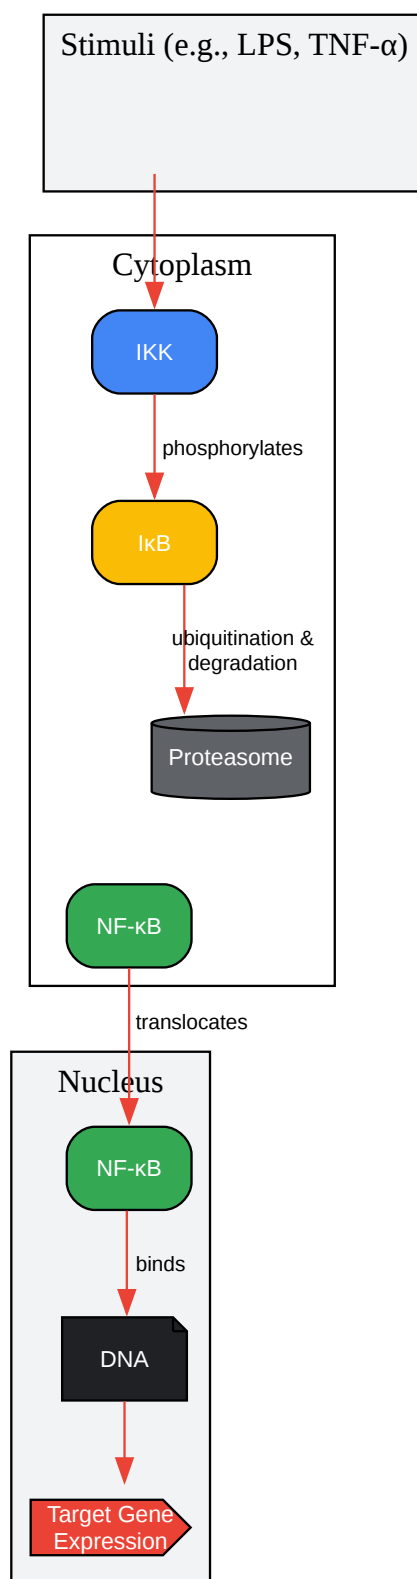 Stimuli (e.g., LPS, TNF-α)
Cytoplasm
IKK
phosphorylates
IκB
ubiquitination &
degradation
Proteasome
NF-κB
translocates
Nucleus
NF-κB
binds
DNA
Target Gene
Expression